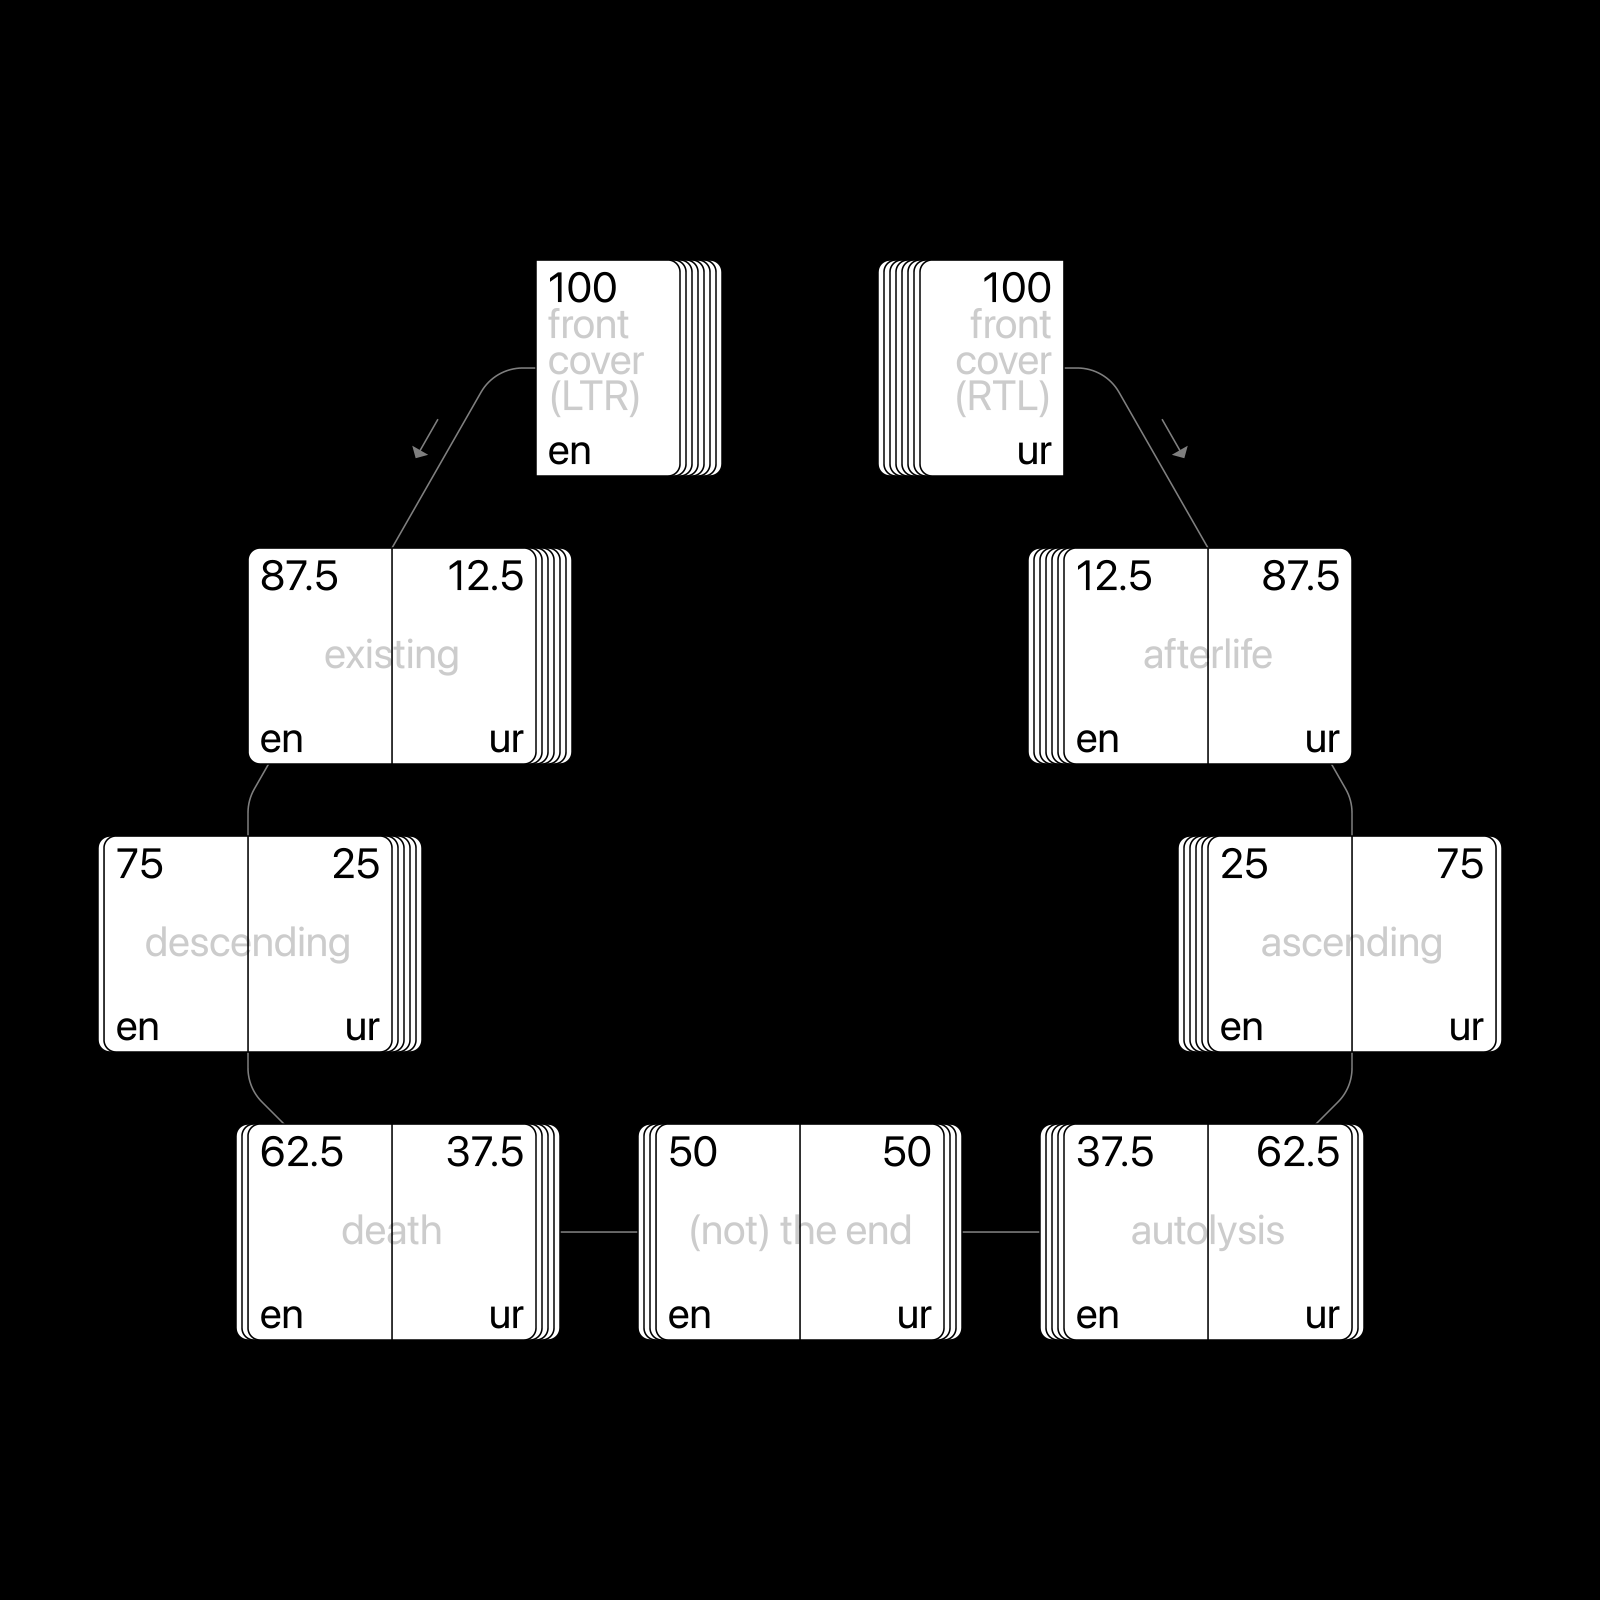 100
front
cover
(LTR)
en
100
front
cover
(RTL)
ur
87.5 12.5
existing
en ur
12.5 87.5
afterlife
en ur
75 25
descending
en ur
25 75
ascending
en ur
62.5 37.5
death
en ur
50 50
(not) the end
en ur
37.5 62.5
autolysis
en ur